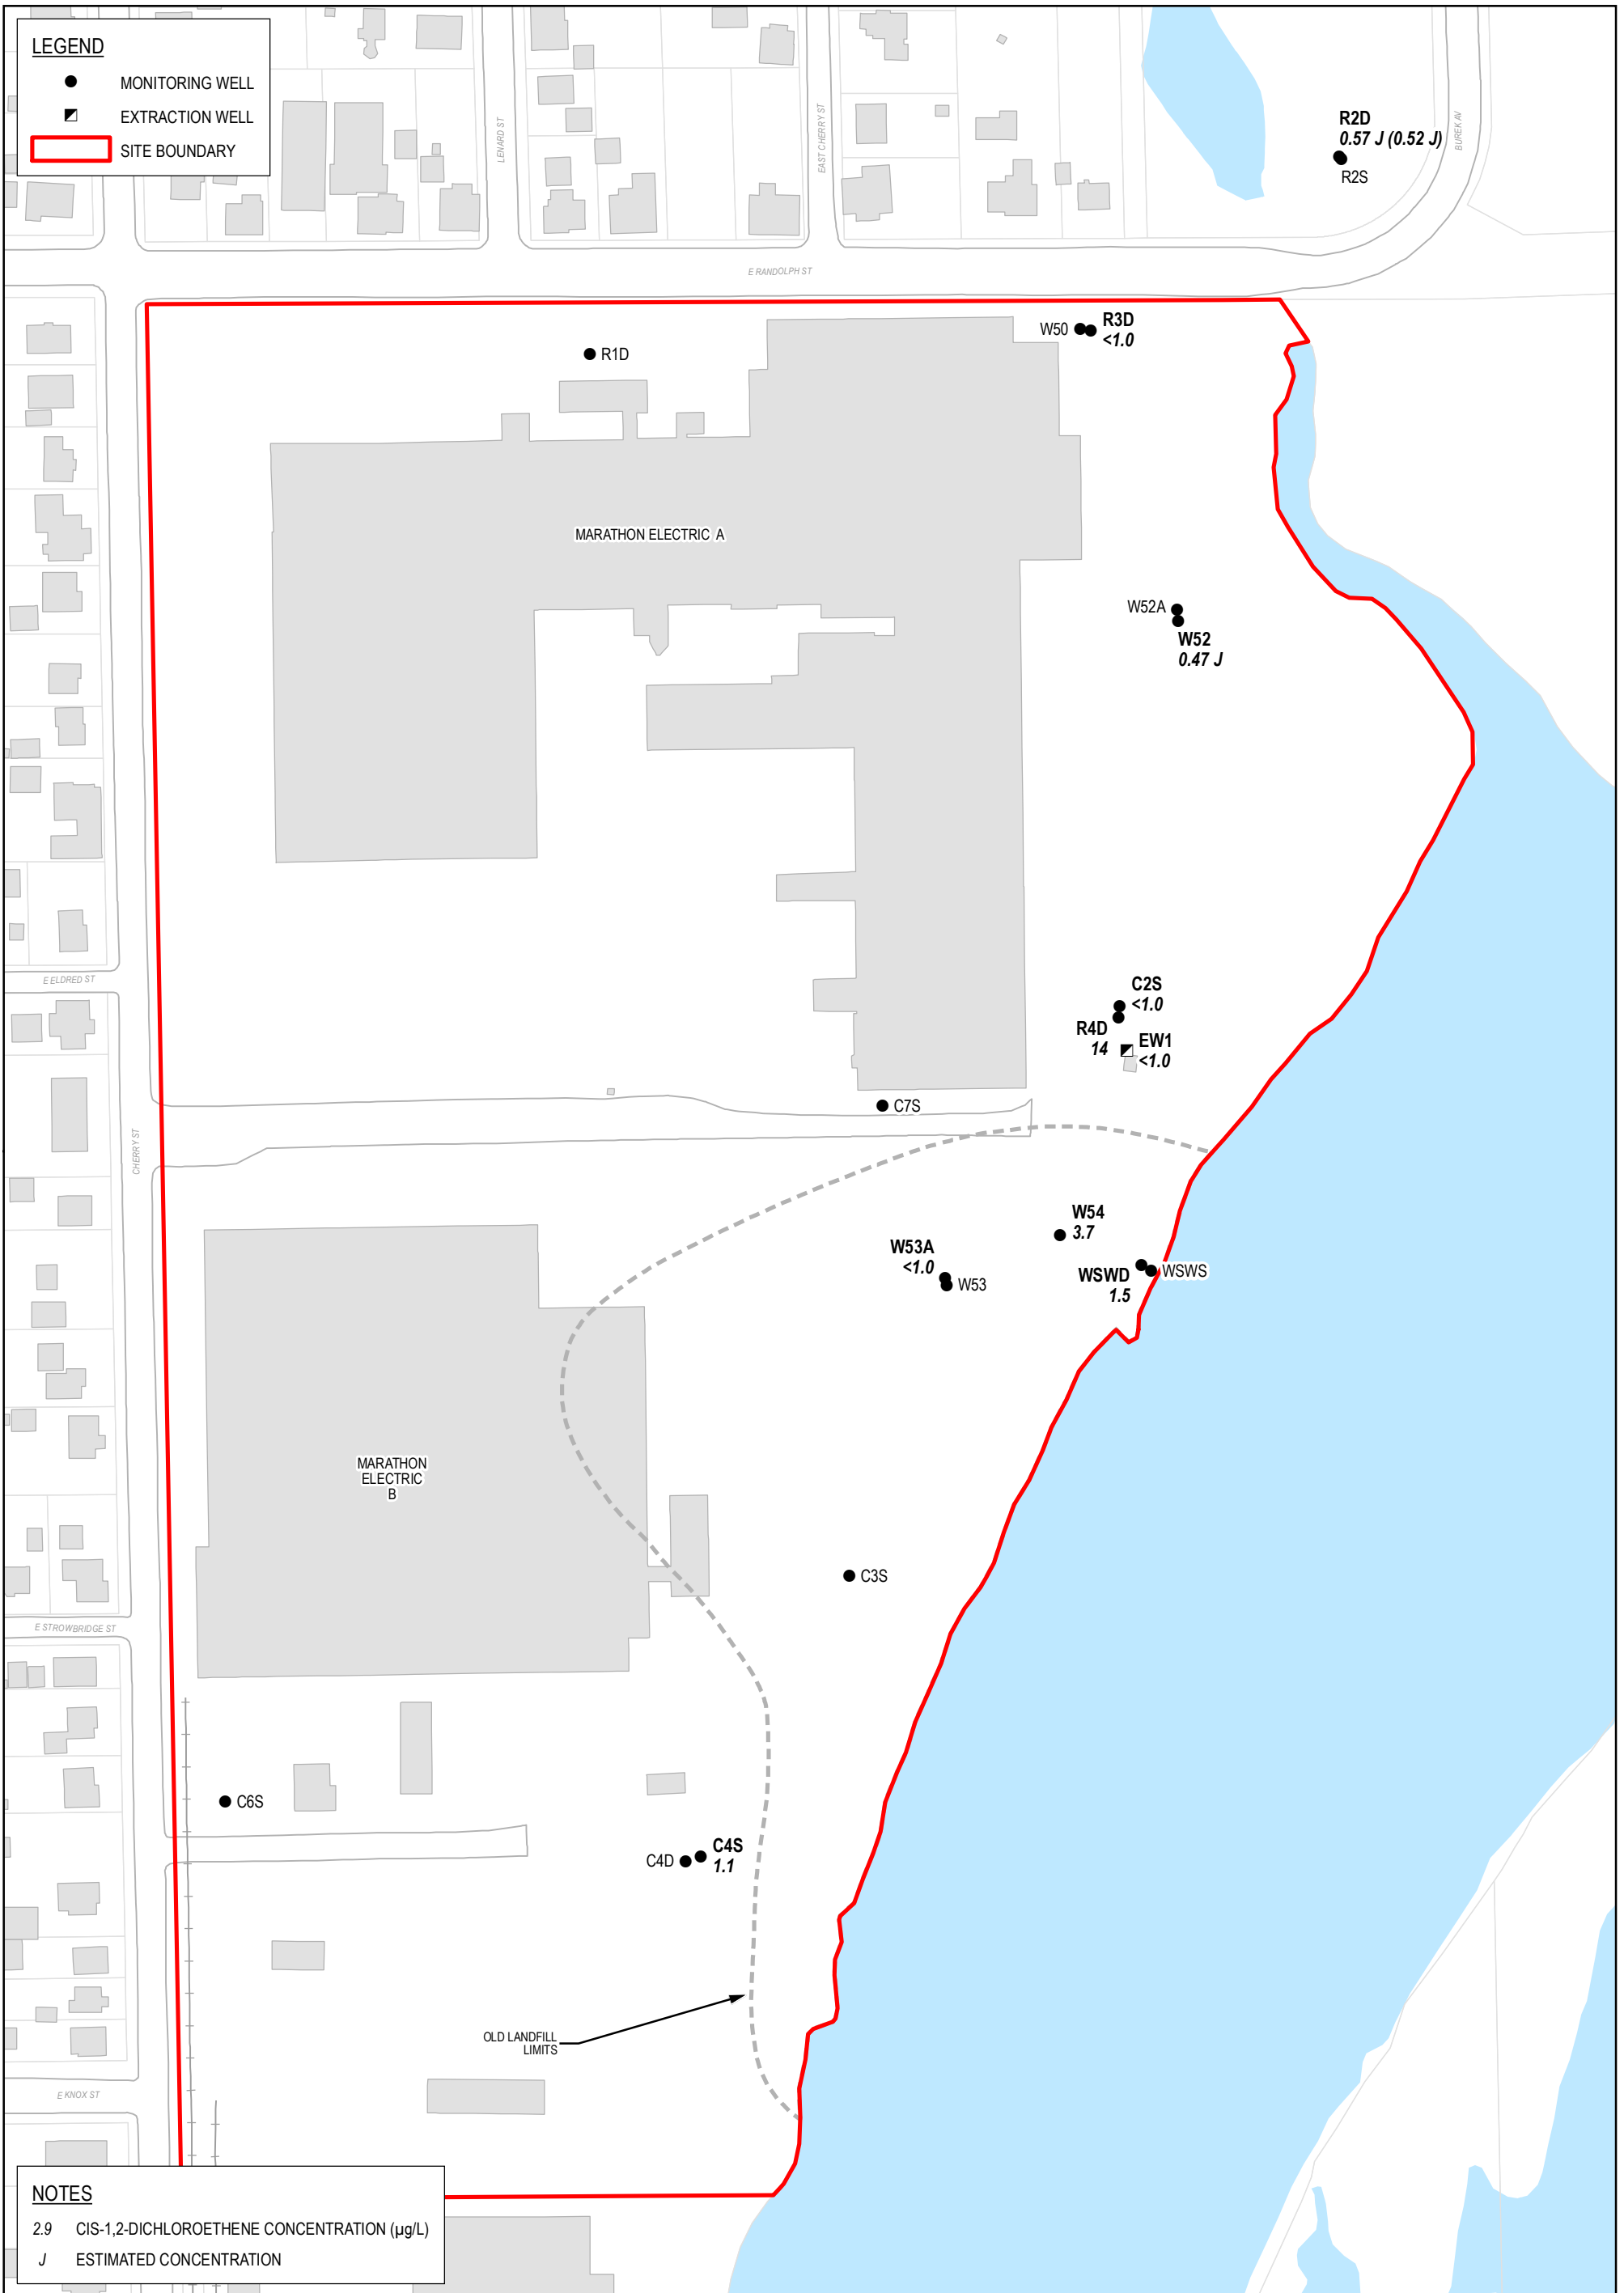 LEGEND
MONITORING WELL
EXTRACTION WELL
SITE BOUNDARY
LENARD ST
EAST CHERRY ST
BUREK AV
R2D
0.57 J (0.52 J)
R2S
E RANDOLPH ST
W50
R3D
<1.0
R1D
MARATHON ELECTRIC A
W52A
W52
0.47 J
E ELDRED ST
C2S
<1.0
R4D
14
EW1
<1.0
C7S
CHERRY ST
W54
3.7
W53A
<1.0
W53
WSWD
1.5
WSWS
MARATHON
ELECTRIC
B
C3S
E STROWBRIDGE ST
C6S
C4D
C4S
1.1
OLD LANDFILL
LIMITS
E KNOX ST
NOTES
2.9 CIS-1,2-DICHLOROETHENE CONCENTRATION (µg/L)
J ESTIMATED CONCENTRATION